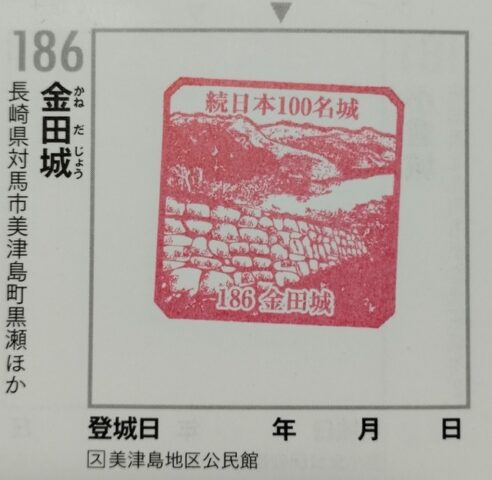 186
金田城
かねだじょう
長崎県対馬市美津島町黒瀬ほか
続日本100名城
186 金田城
登城日 年 月 日
ス美津島地区公民館